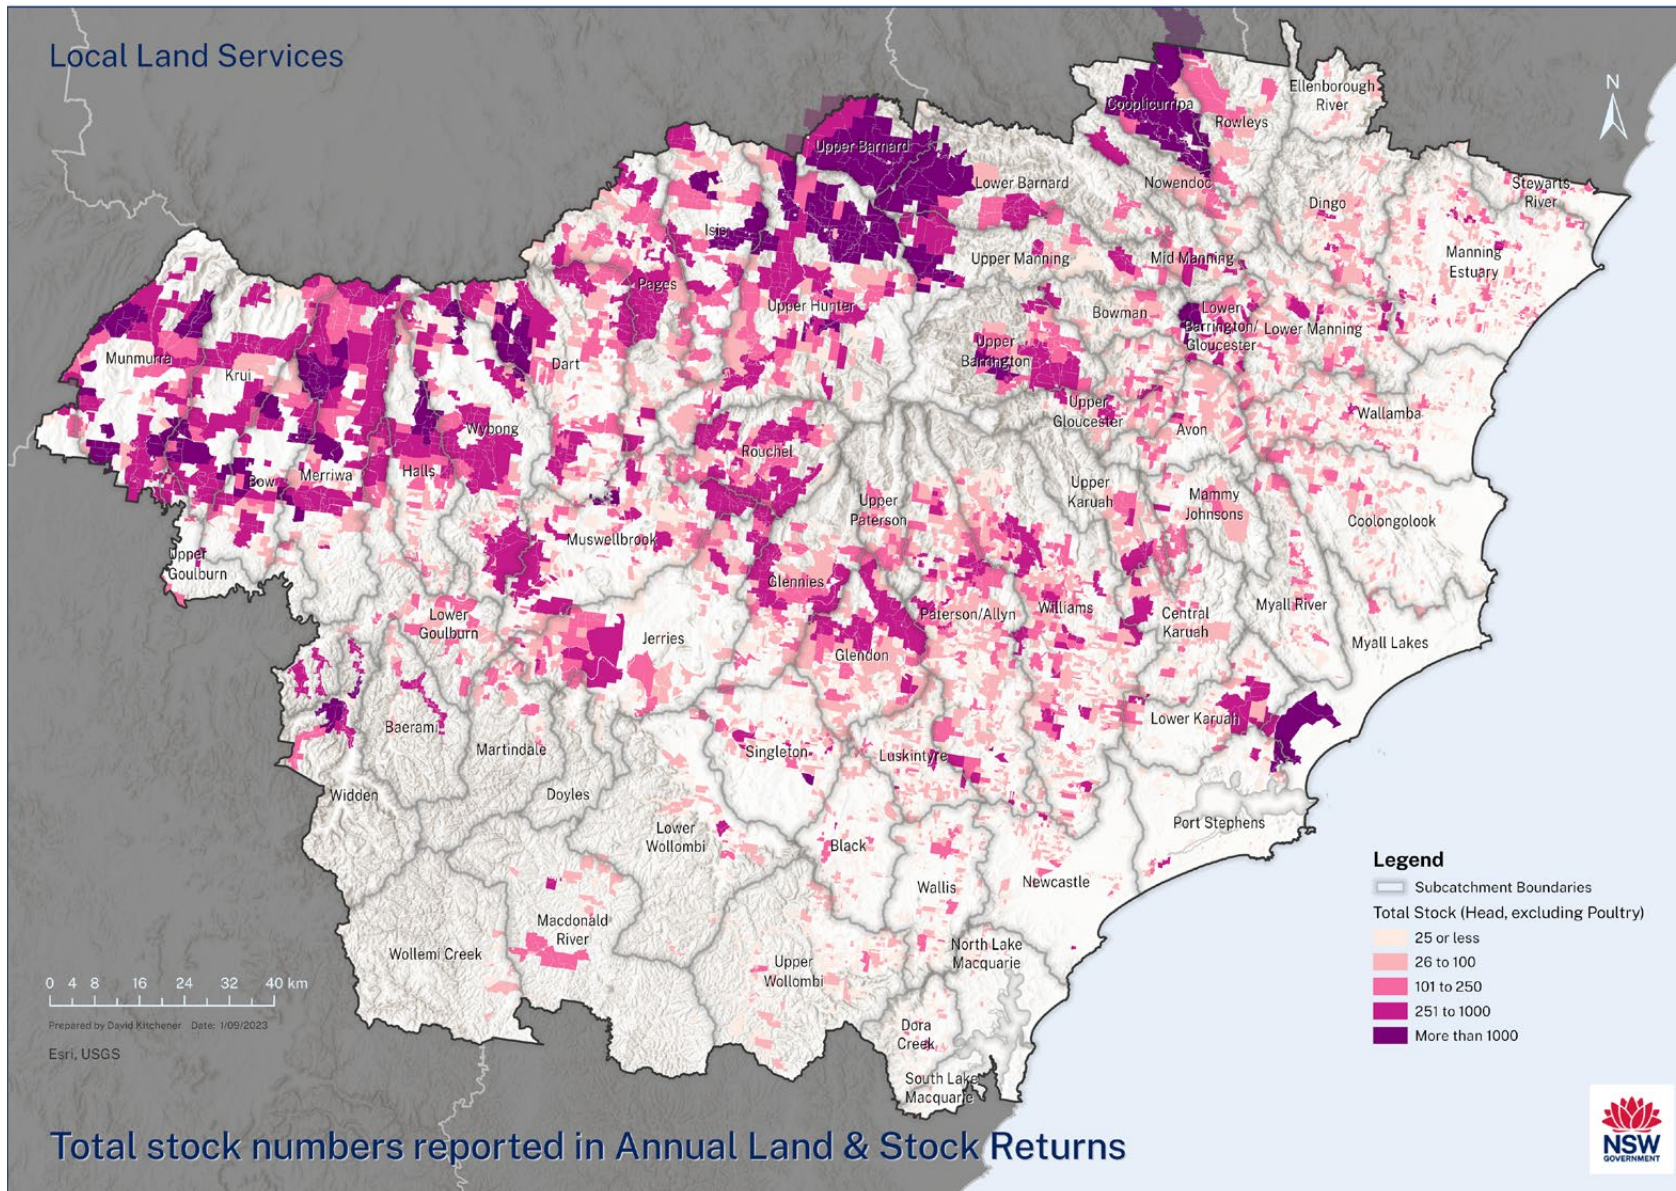 Local Land Services
N
Ellenborough
River
Cooplicurripa
Rowleys
Upper Barnard
Lower Barnard
Nowendoc
Stewarts
River
Dingo
Isis
Upper Manning
Mid Manning
Manning
Estuary
Pages
Upper Hunter
Bowman
Lower
Barrington/
Gloucester
Lower Manning
Munmurra
Krui
Dart
Upper
Barrington
Upper
Gloucester
Wallamba
Wybong
Avon
Rouchel
Bow
Merriwa
Halls
Upper
Karuah
Mammy
Johnsons
Upper
Paterson
Coolongolook
Muswellbrook
Upper
Goulburn
Glennies
Lower
Goulburn
Paterson/Allyn
Williams
Central
Karuah
Myall River
Jerries
Glendon
Myall Lakes
Baerami
Lower Karuah
Martindale
Singleton
Luskintyre
Widden
Doyles
Port Stephens
Lower
Wollombi
Black
Wallis
Newcastle
Macdonald
River
Wollemi Creek
North Lake
Macquarie
Upper
Wollombi
Dora
Creek
South Lake
Macquarie
Legend
Subcatchment Boundaries
Total Stock (Head, excluding Poultry)
25 or less
26 to 100
101 to 250
251 to 1000
More than 1000
0 4 8 16 24 32 40 km
Prepared by David Kitchener Date: 1/09/2023
Esri, USGS
Total stock numbers reported in Annual Land & Stock Returns
NSW
GOVERNMENT